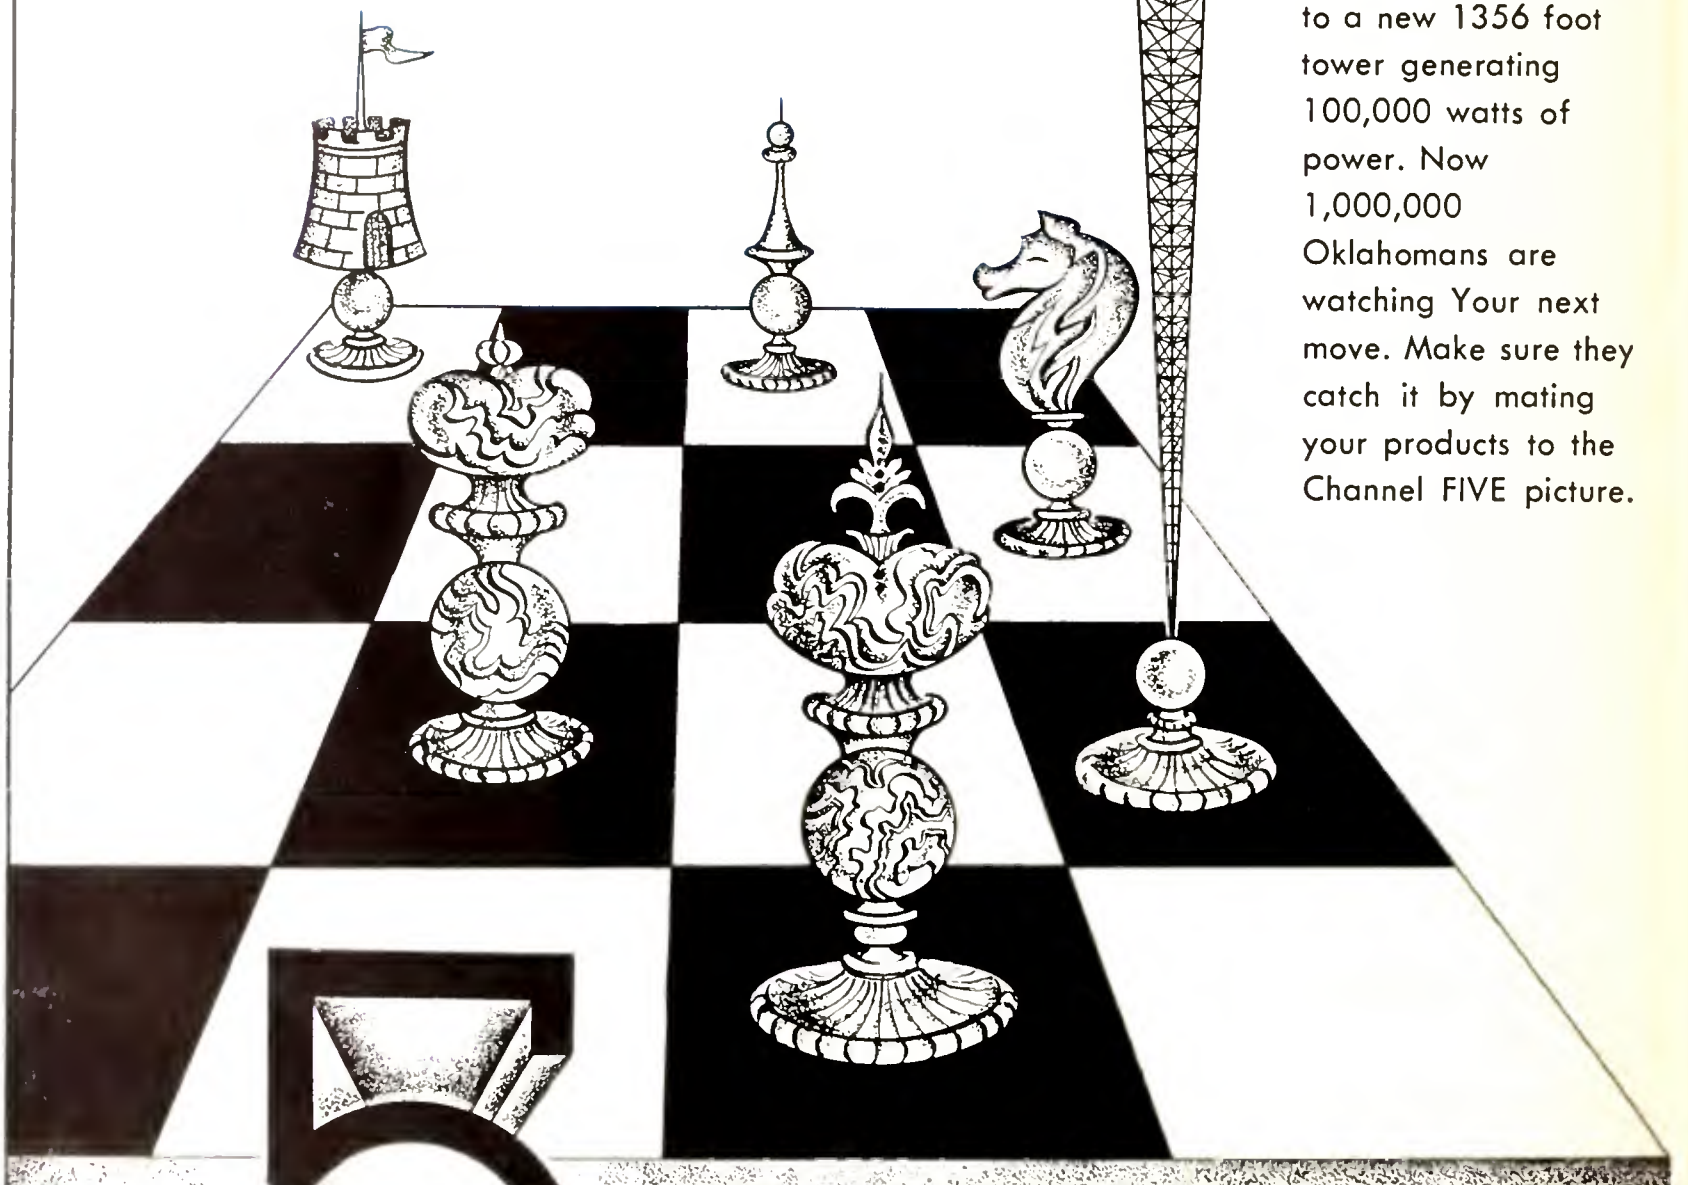 to a new 1356 foot
tower generating
100,000 watts of
power. Now
1,000,000
Oklahomans are
watching Your next
move. Make sure they
catch it by mating
your products to the
Channel FIVE picture.